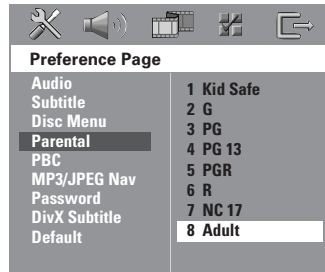 Preference Page
Audio
Subtitle
Disc Menu
Parental
PBC
MP3/JPEG Nav
Password
DivX Subtitle
Default
1 Kid Safe
2 G
3 PG
4 PG 13
5 PGR
6 R
7 NC 17
8 Adult